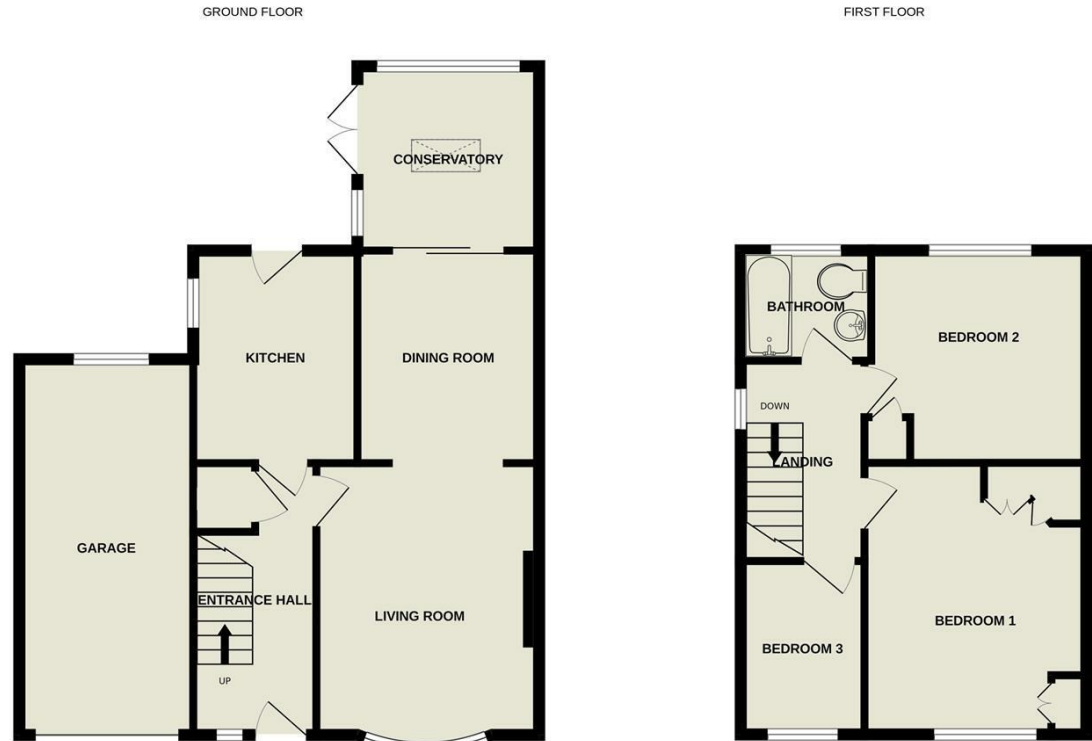 GROUND FLOOR
CONSERVATORY
KITCHEN
DINING ROOM
GARAGE
ENTRANCE HALL
LIVING ROOM
UP
FIRST FLOOR
BATHROOM
BEDROOM 2
DOWN
LANDING
BEDROOM 1
BEDROOM 3